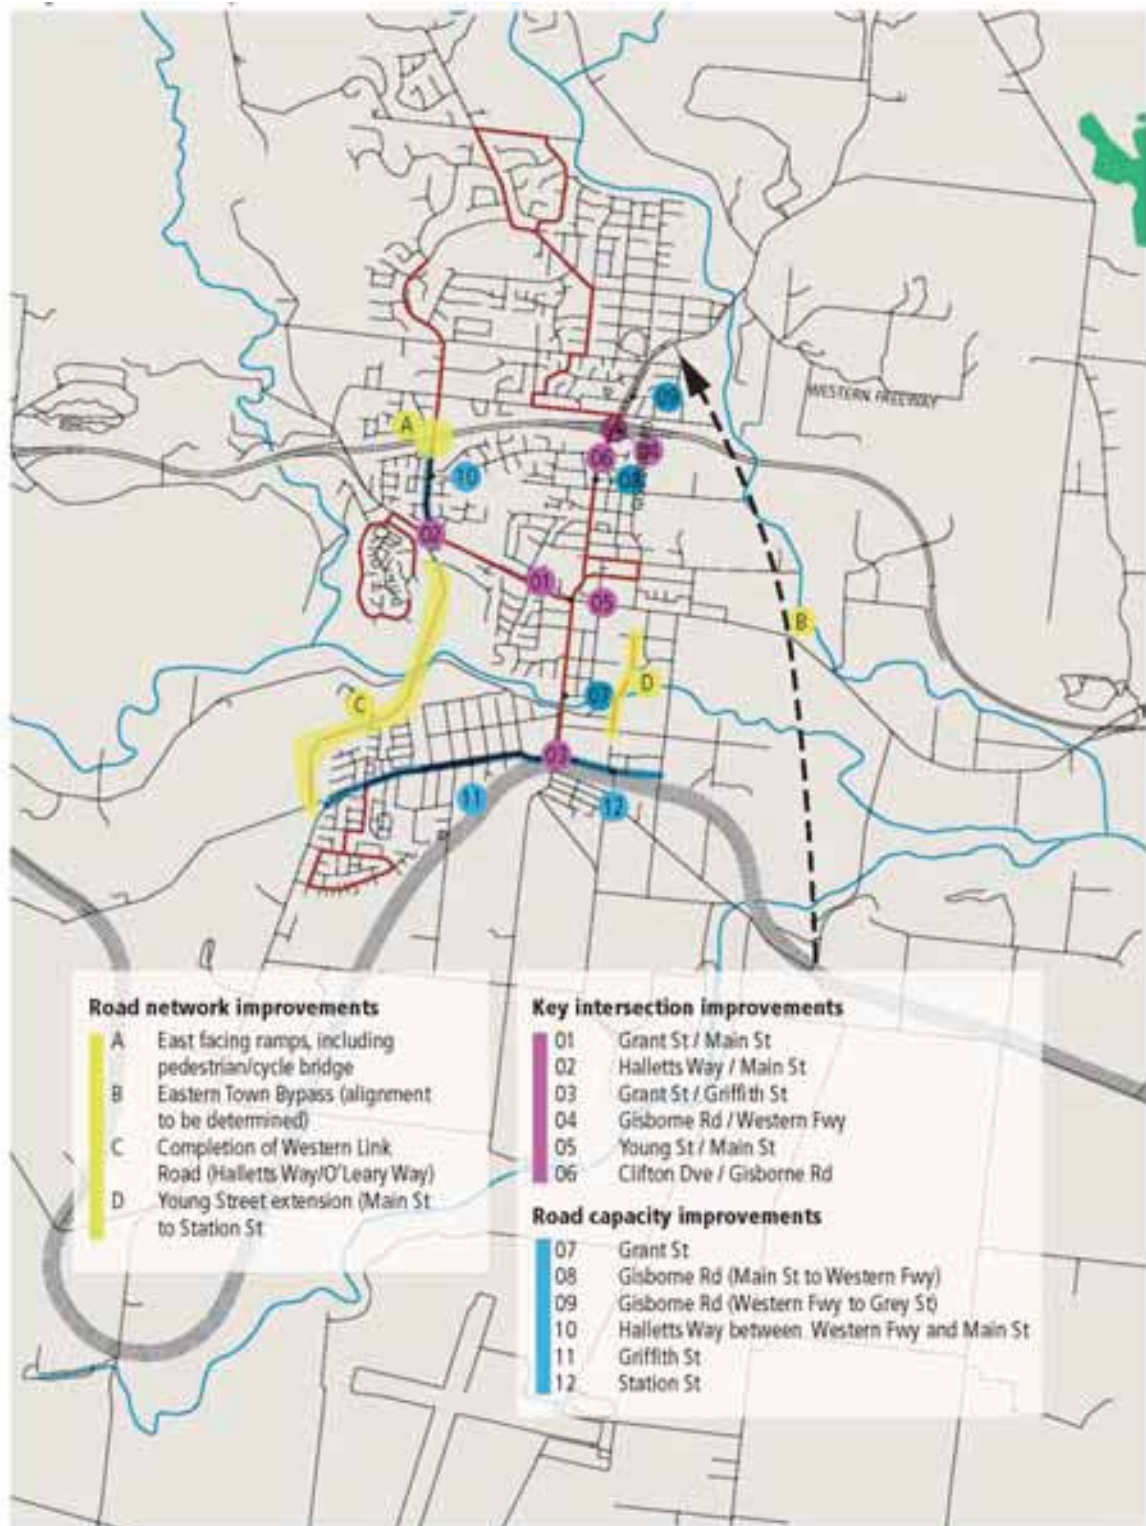 09
WESTERN FREEWAY
A
06
04
10
08
02
01
05
B
07
D
C
03
11
12
Road network improvements
A East facing ramps, including
pedestrian/cycle bridge
B Eastern Town Bypass (alignment
to be determined)
C Completion of Western Link
Road (Halletts Way/O'Leary Way)
D Young Street extension (Main St
to Station St
Key intersection improvements
01 Grant St / Main St
02 Halletts Way / Main St
03 Grant St / Griffith St
04 Gisborne Rd / Western Fwy
05 Young St / Main St
06 Clifton Dve / Gisborne Rd
Road capacity improvements
07 Grant St
08 Gisborne Rd (Main St to Western Fwy)
09 Gisborne Rd (Western Fwy to Grey St)
10 Halletts Way between Western Fwy and Main St
11 Griffith St
12 Station St